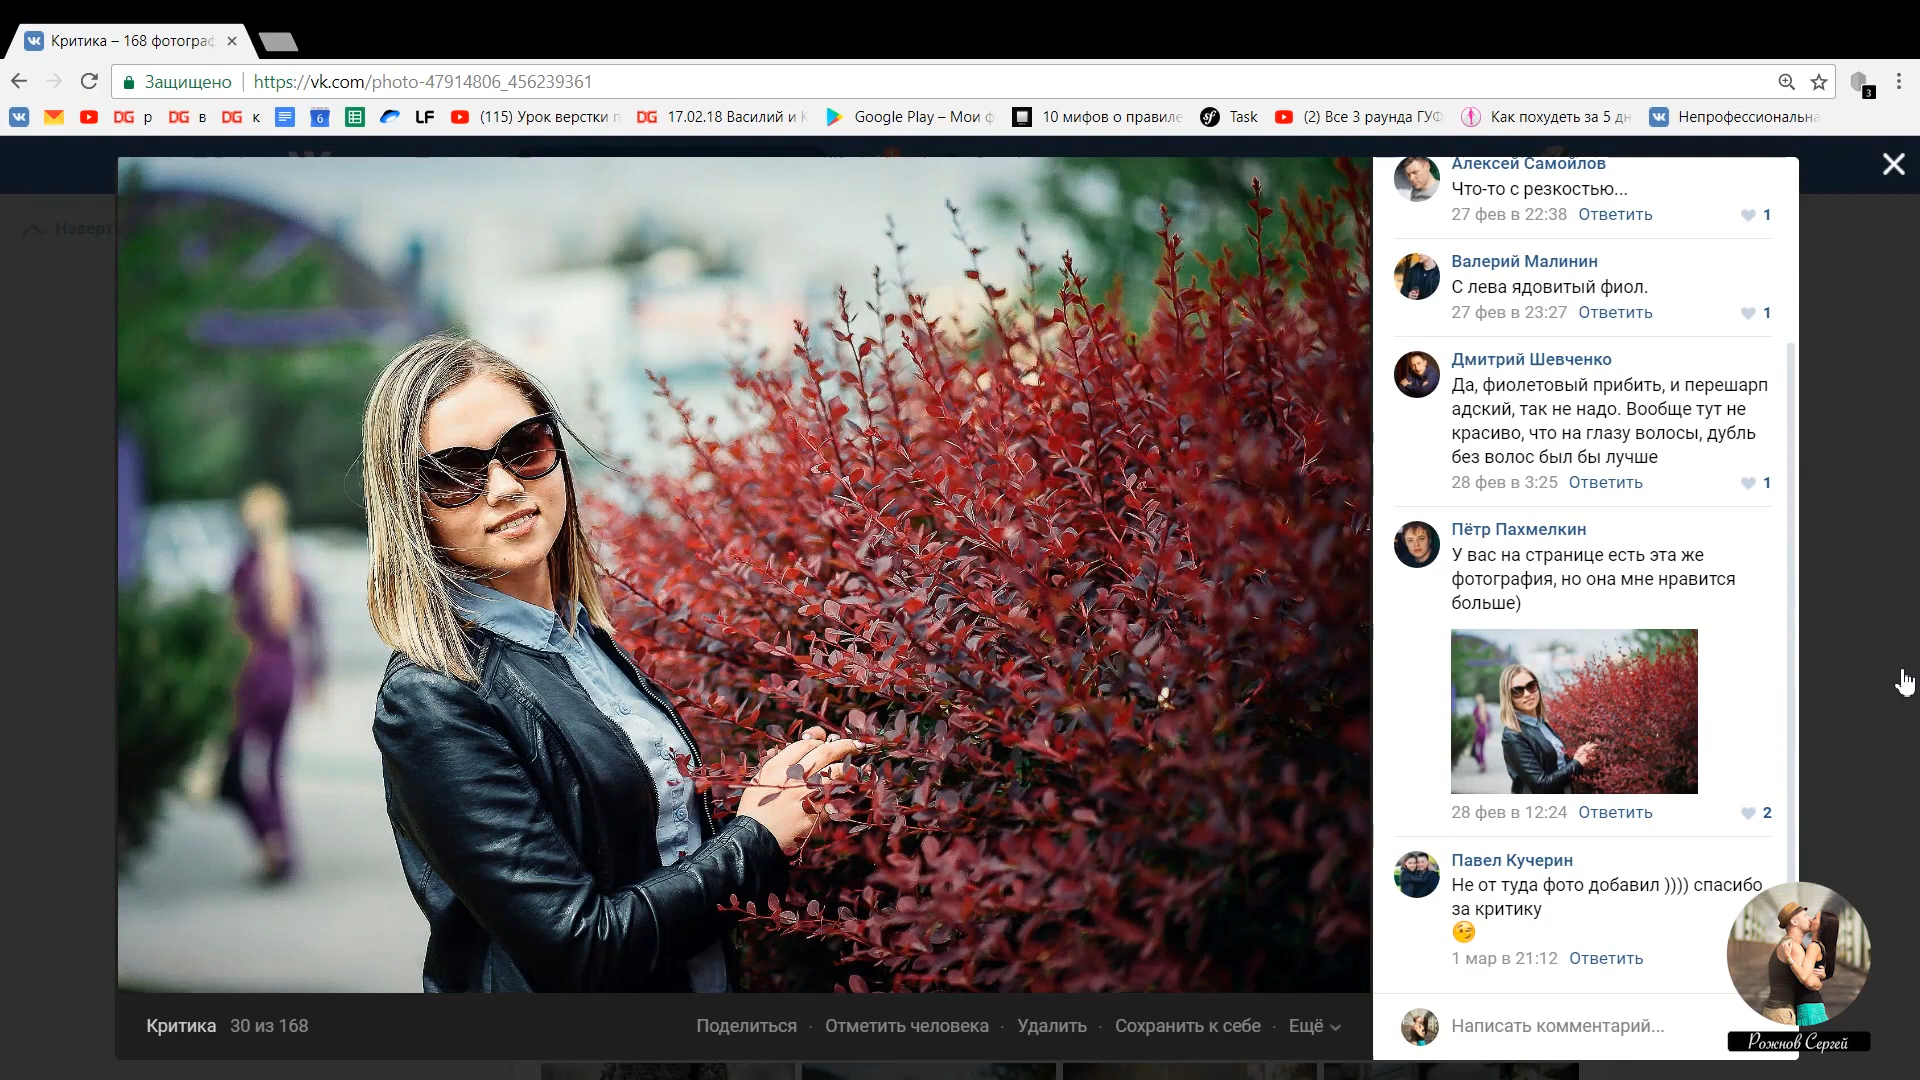 Критика – 168 фотограф
Защищено
https://vk.com/photo-47914806_456239361
3
DG р
DG в
DG к
6
LF
(115) Урок верстки
DG 17.02.18 Василий и
Google Play – Мои ф
10 мифов о правиле
Task
(2) Все 3 раунда ГУФ
Как похудеть за 5 дн
Непрофессиональна
Наверх
Алексей Самойлов
Что-то с резкостью...
27 фев в 22:38 Ответить 1
Валерий Малинин
С лева ядовитый фиол.
27 фев в 23:27 Ответить 1
Дмитрий Шевченко
Да, фиолетовый прибить, и перешарп
адский, так не надо. Вообще тут не
красиво, что на глазу волосы, дубль
без волос был бы лучше
28 фев в 3:25 Ответить 1
Пётр Пахмелкин
У вас на странице есть эта же
фотография, но она мне нравится
больше)
28 фев в 12:24 Ответить 2
Павел Кучерин
Не от туда фото добавил )))) спасибо
за критику
1 мар в 21:12 Ответить
Критика 30 из 168
Поделиться · Отметить человека · Удалить · Сохранить к себе · Ещё
Написать комментарий...
Рожнов Сергей